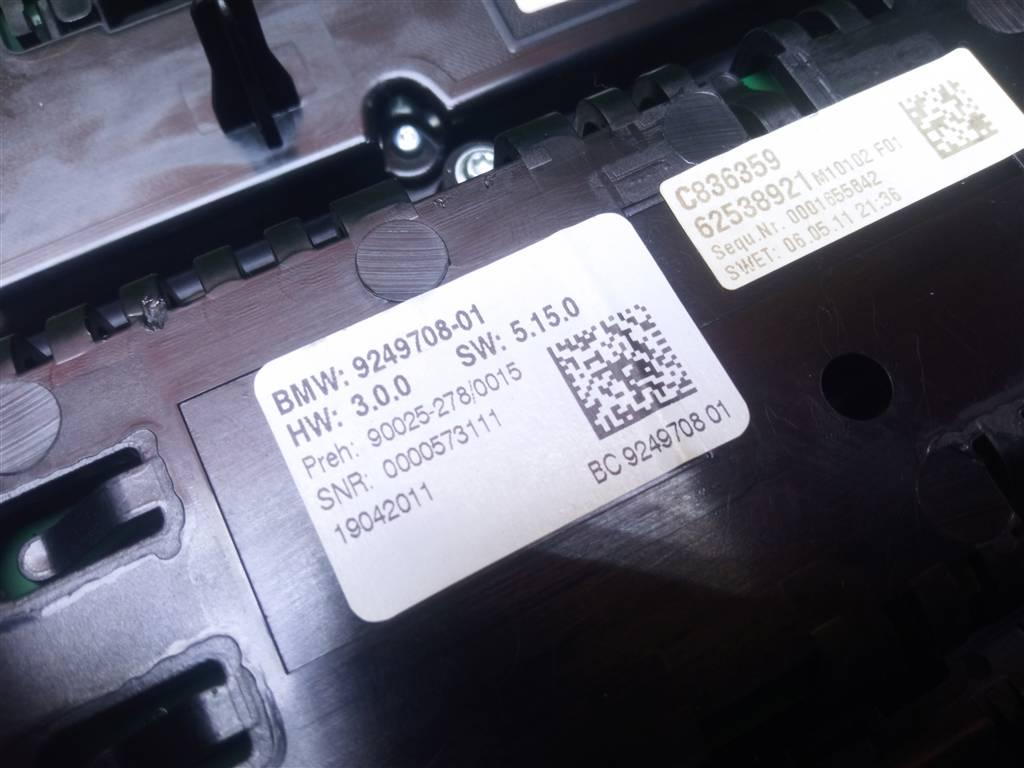 BMW: 9249708-01
HW: 3.0.0 SW: 5.15.0
Preh: 90025-278/0015
SNR: 0000573111
19042011
BC 9249708 01
C836359
62538921 M10102 F01
Sequ.Nr. 0001655842
SWET: 06.05.11 21:36